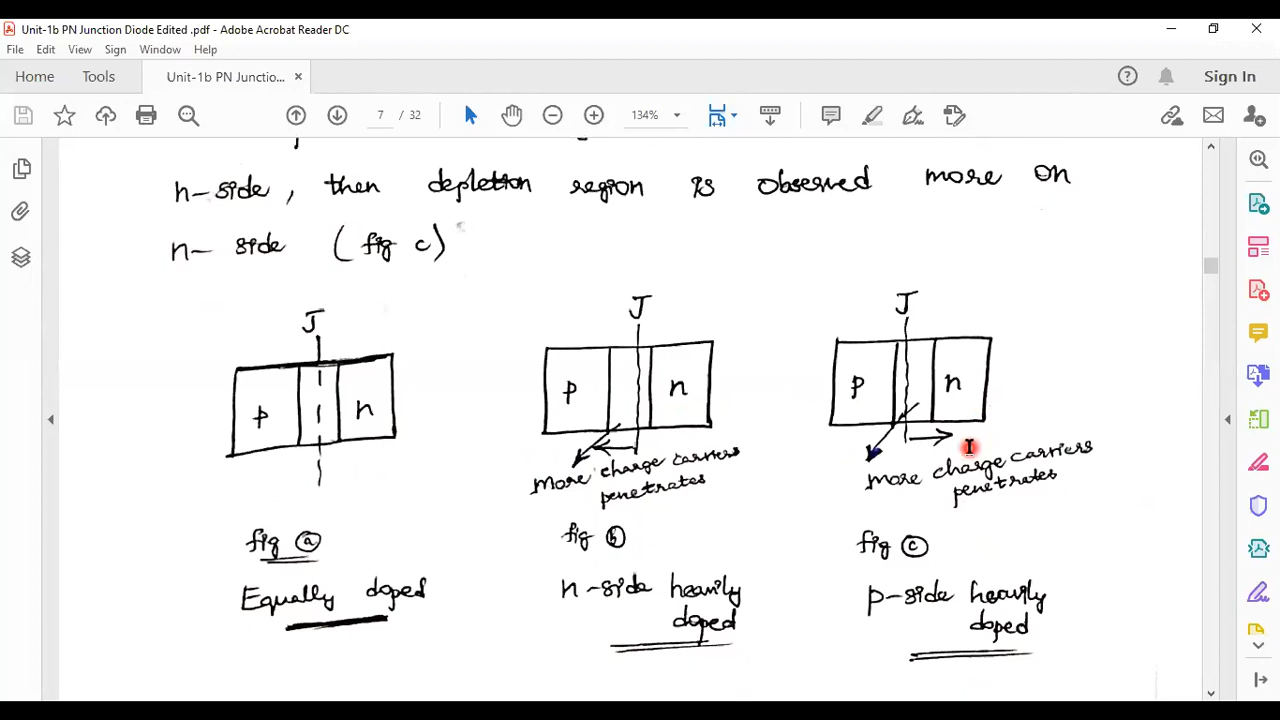 Unit-1b PN Junction Diode Edited .pdf - Adobe Acrobat Reader DC
File Edit View Sign Window Help
Home Tools Unit-1b PN Junctio... × Sign In
7 / 32 134%
n-side, then depletion region is observed more on
n- side (fig c)
J J J
p n p n p n
More charge carriers penetrates
more charge carriers penetrates
fig a fig b fig c
Equally doped
n-side heavily doped
p-side heavily doped